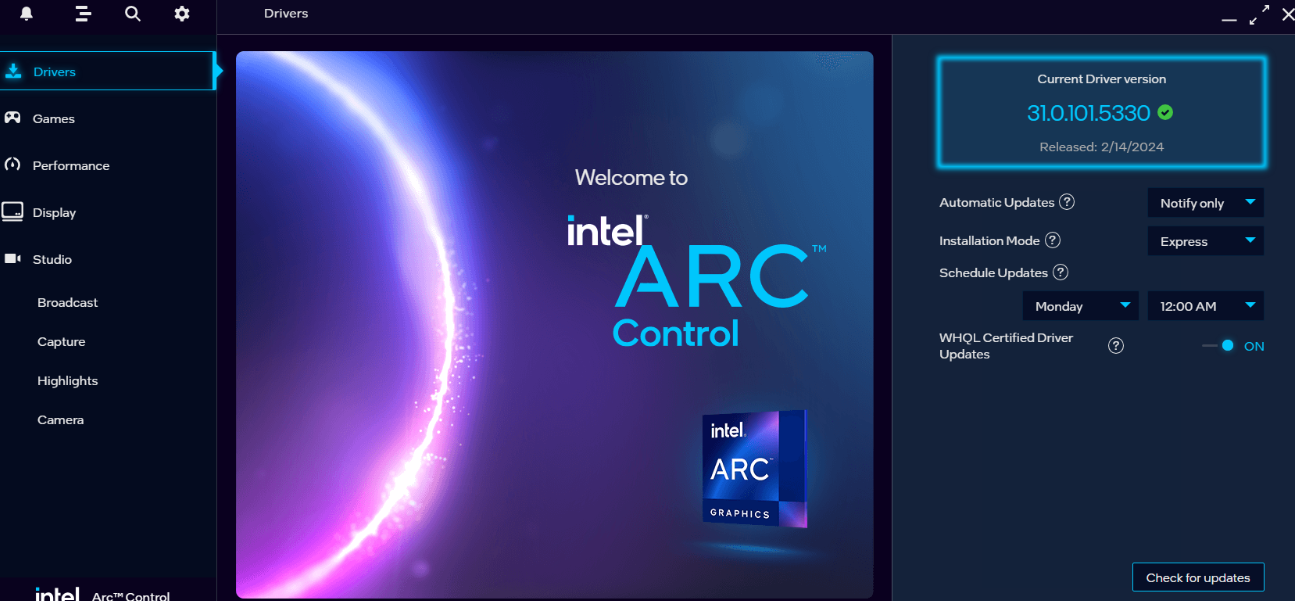 Drivers
Drivers
Games
Performance
Display
Studio
Broadcast
Capture
Highlights
Camera
intel Arc™ Control
Welcome to
intel®
ARC™
Control
intel.
ARC™
GRAPHICS
Current Driver version
31.0.101.5330
Released: 2/14/2024
Automatic Updates ? Notify only
Installation Mode ? Express
Schedule Updates ?
Monday 12:00 AM
WHQL Certified Driver
Updates ? ON
Check for updates